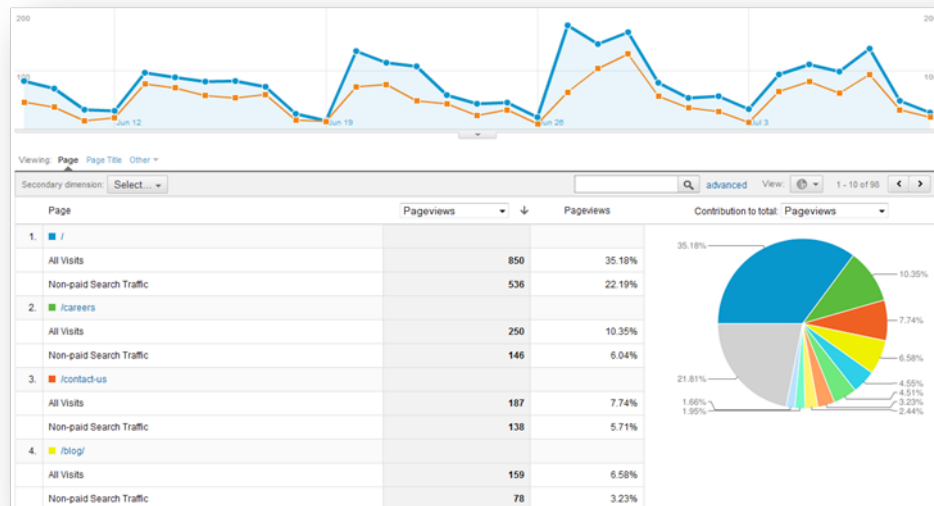 200 200
100 100
Jun 12 Jun 19 Jun 26 Jul 3
Viewing: Page Page Title Other
Secondary dimension: Select... advanced View: 1 - 10 of 98
Page Pageviews Pageviews Contribution to total: Pageviews
1. /
All Visits 850 35.18%
Non-paid Search Traffic 536 22.19%
2. /careers
All Visits 250 10.35%
Non-paid Search Traffic 146 6.04%
3. /contact-us
All Visits 187 7.74%
Non-paid Search Traffic 138 5.71%
4. /blog/
All Visits 159 6.58%
Non-paid Search Traffic 78 3.23%
35.18%
10.35%
7.74%
6.58%
4.55%
4.51%
3.23%
2.44%
21.81%
1.66%
1.95%